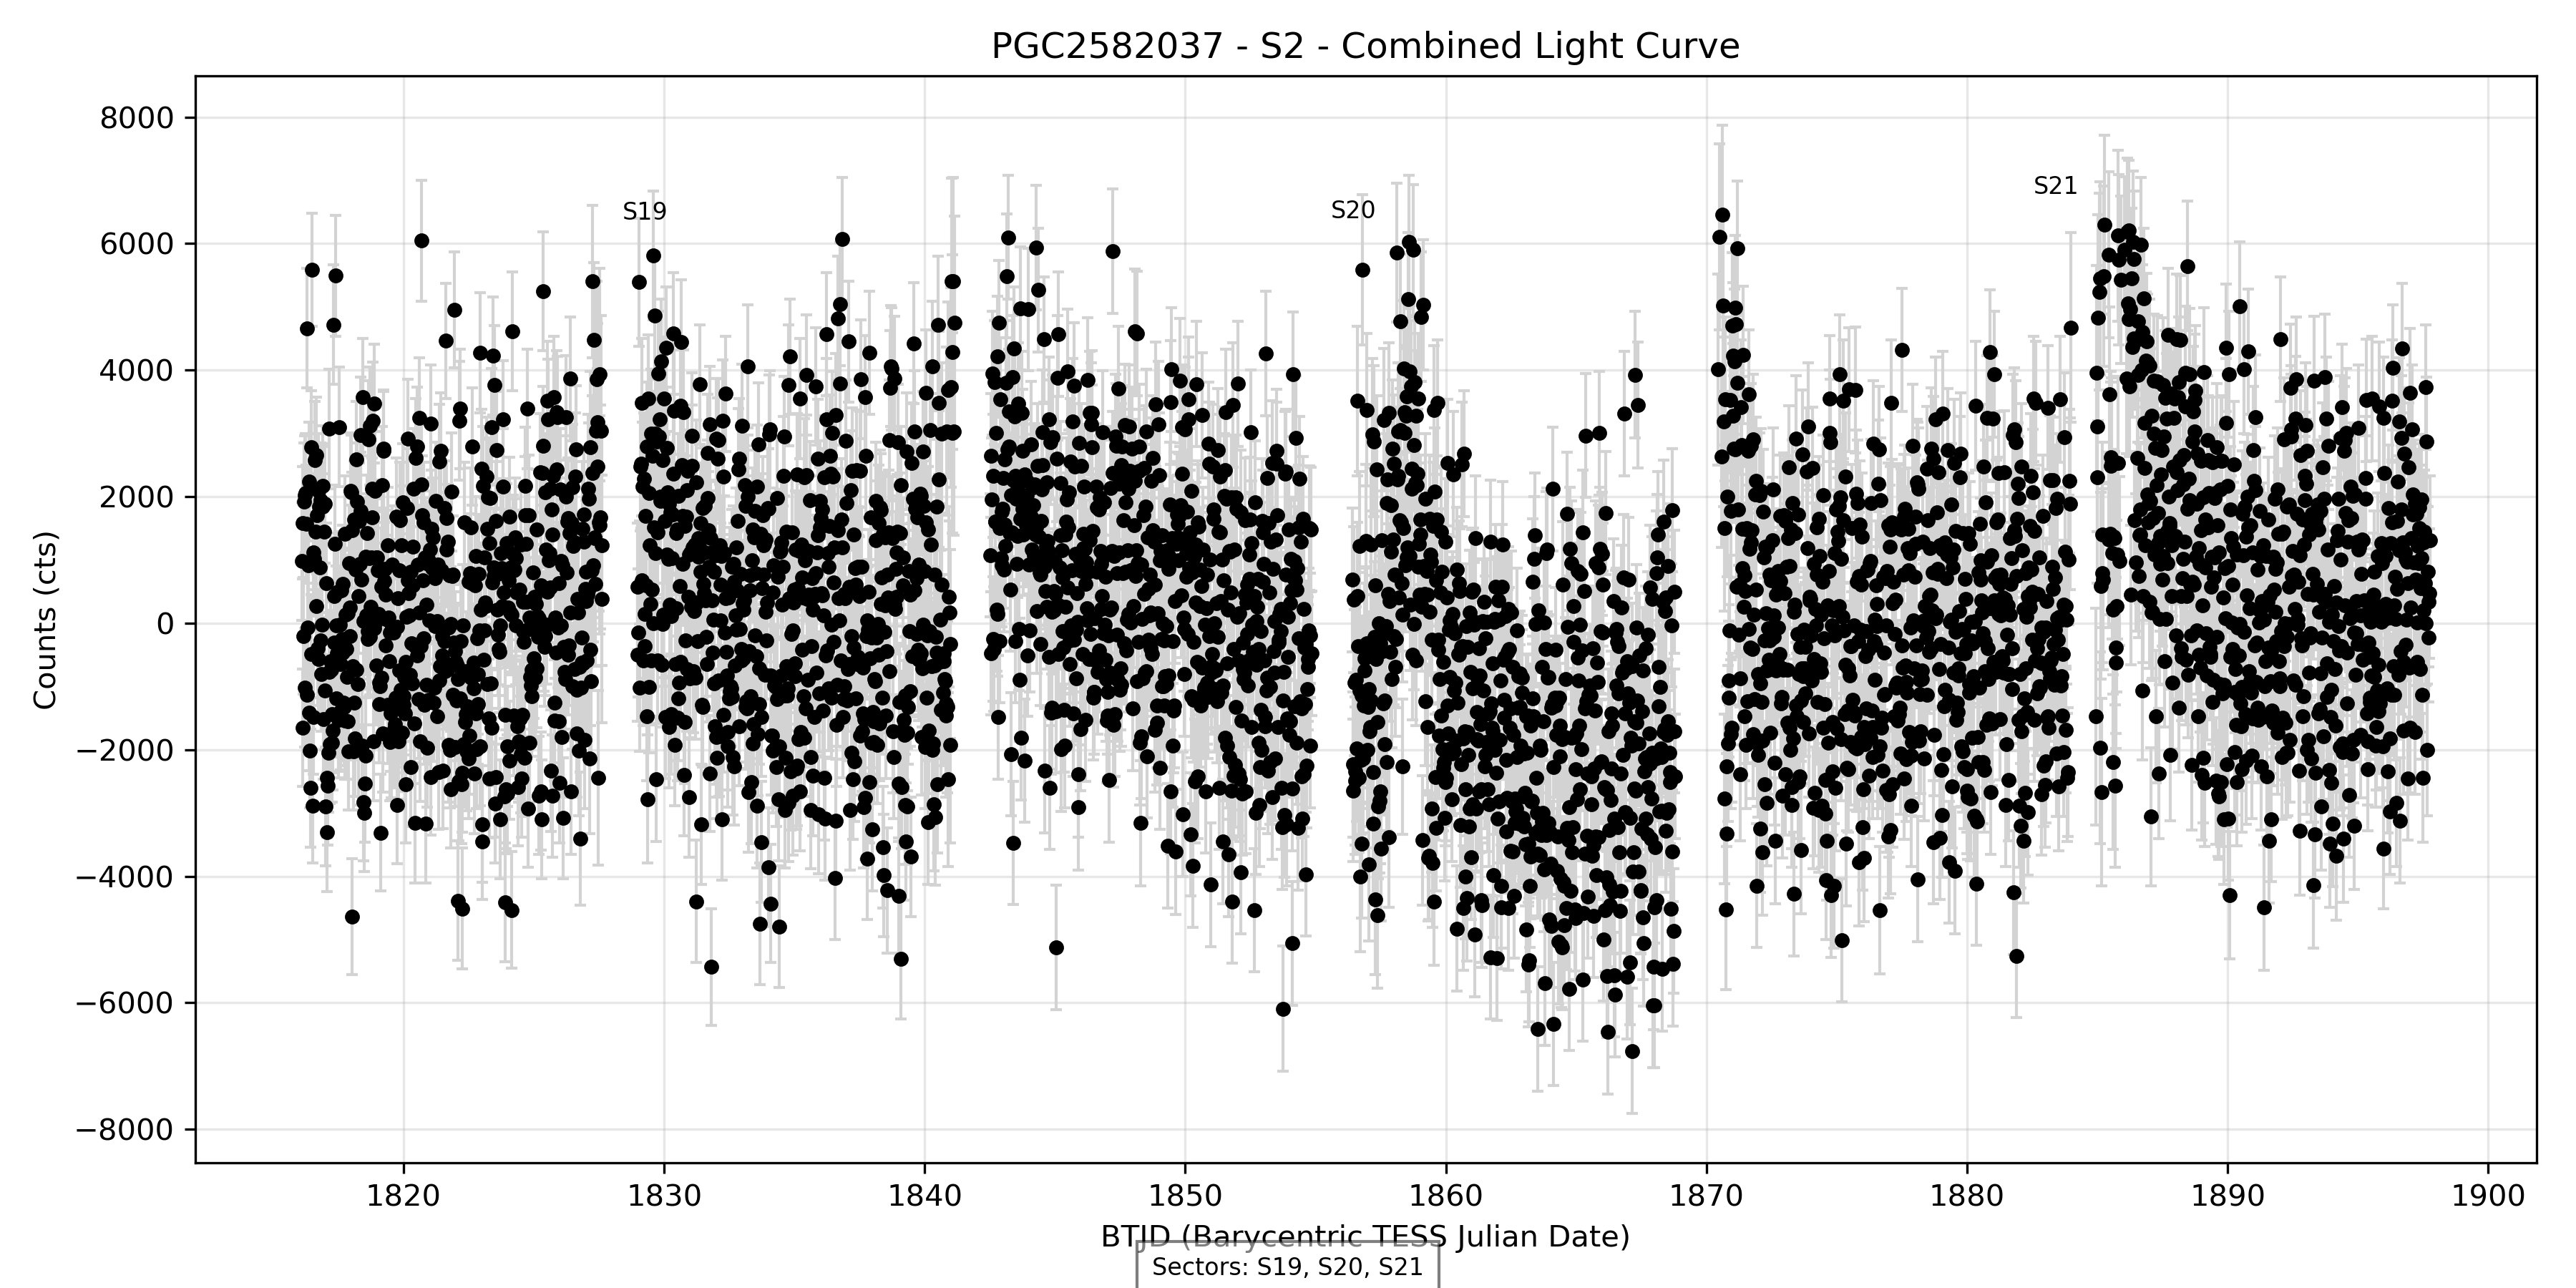 PGC2582037 - S2 - Combined Light Curve
8000
6000
4000
2000
0
−2000
−4000
−6000
−8000
Counts (cts)
S19
S20
S21
1820
1830
1840
1850
1860
1870
1880
1890
1900
BTJD (Barycentric TESS Julian Date)
Sectors: S19, S20, S21